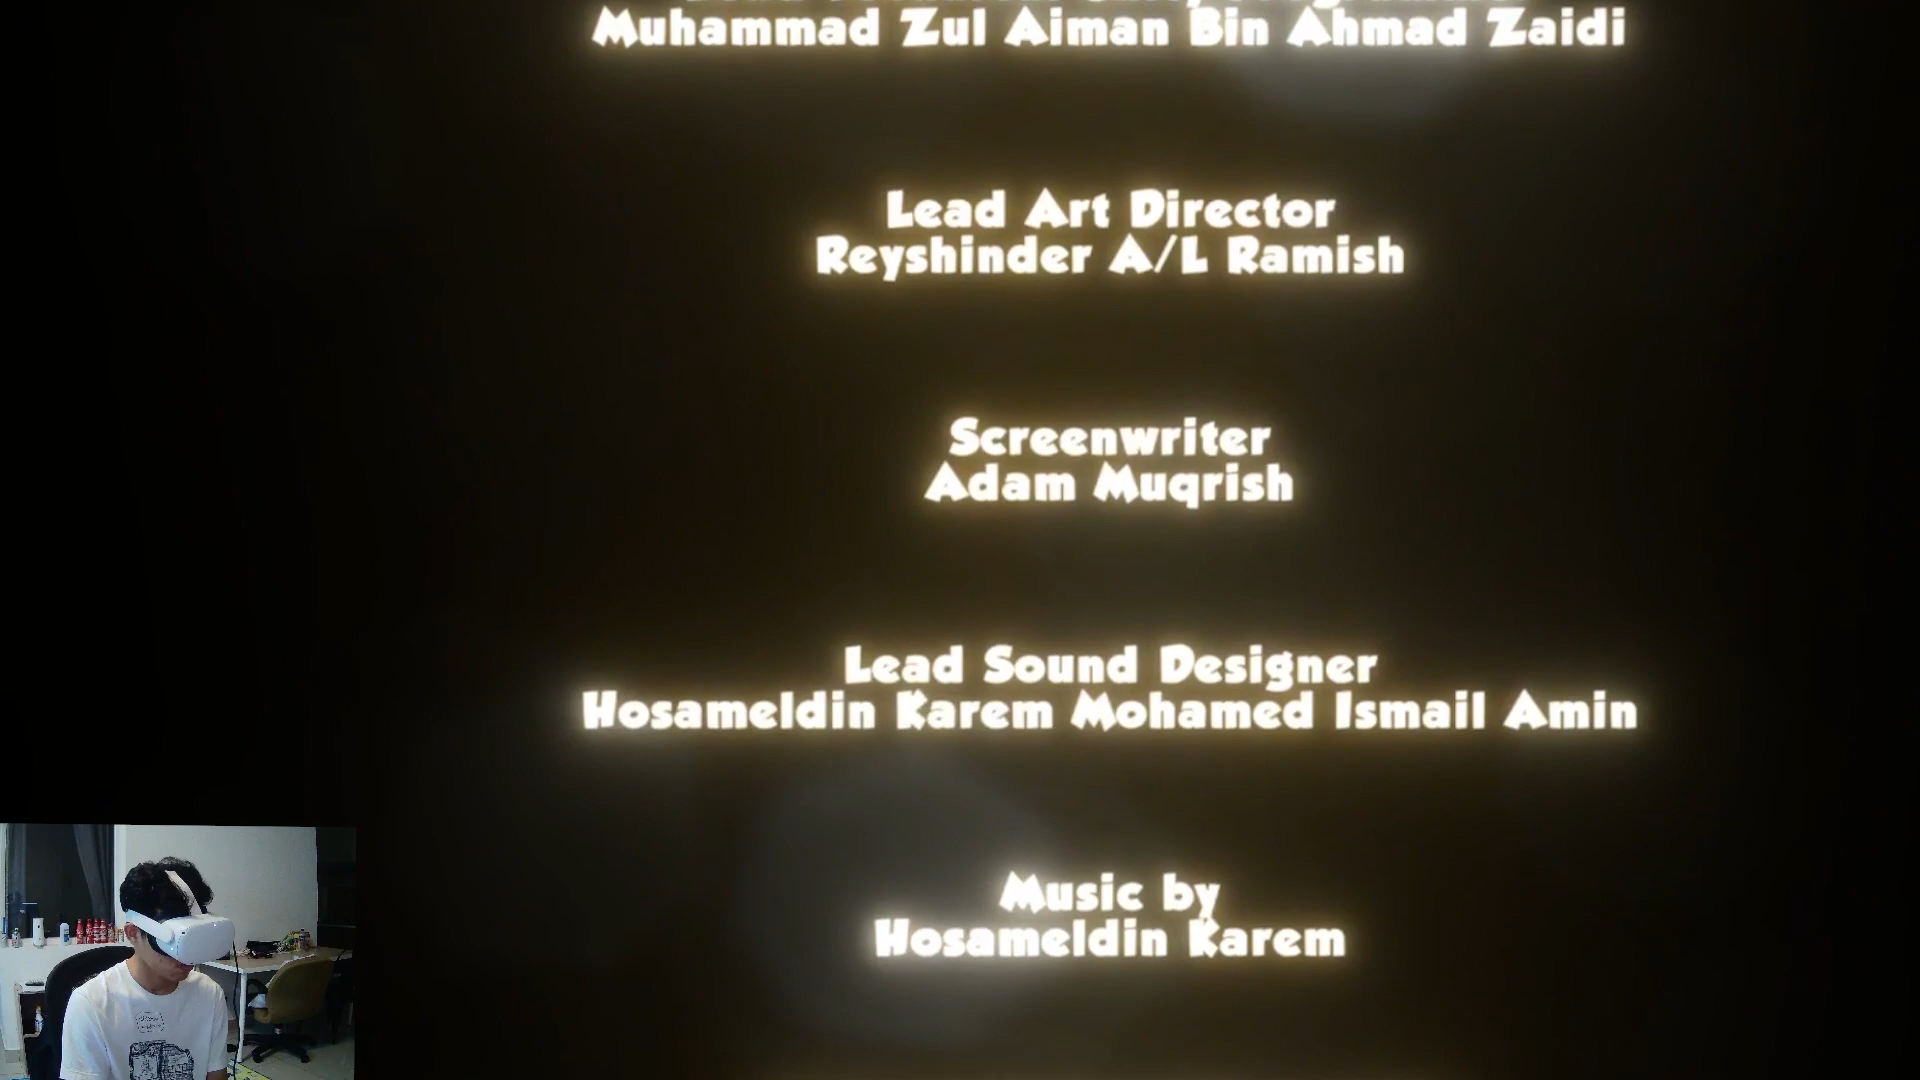 Muhammad Zul Aiman Bin Ahmad Zaidi
Lead Art Director
Reyshinder A/L Ramish
Screenwriter
Adam Muqrish
Lead Sound Designer
Hosameldin Karem Mohamed Ismail Amin
Music by
Hosameldin Karem